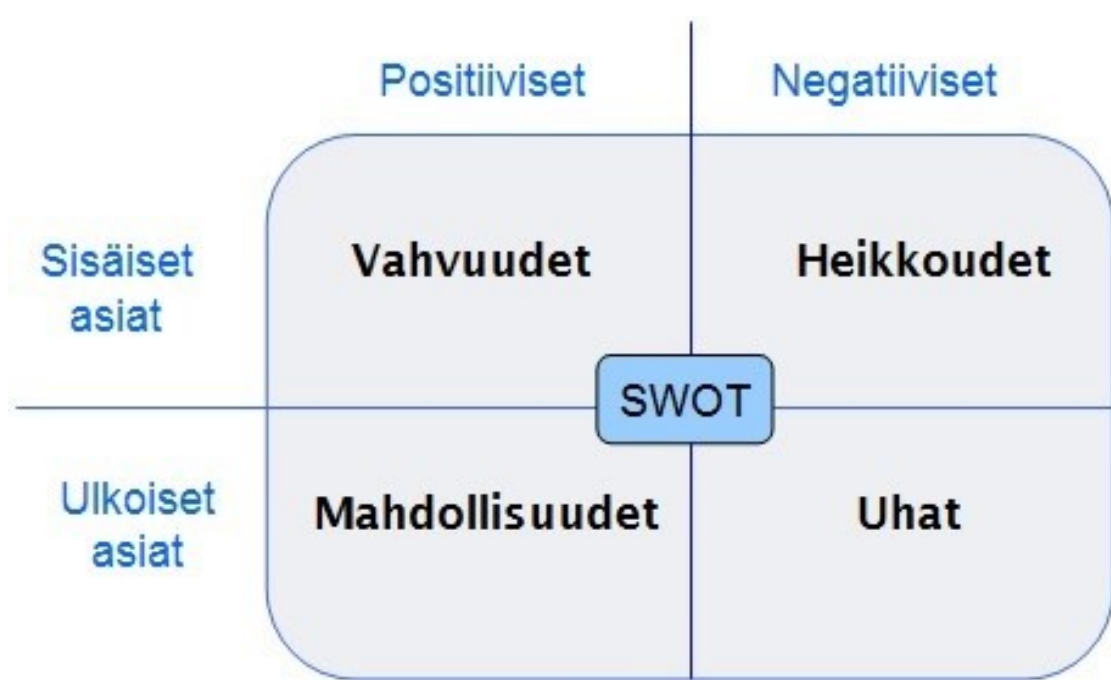 Positiiviset
Negatiiviset
Sisäiset
asiat
Vahvuudet
Heikkoudet
SWOT
Ulkoiset
asiat
Mahdollisuudet
Uhat